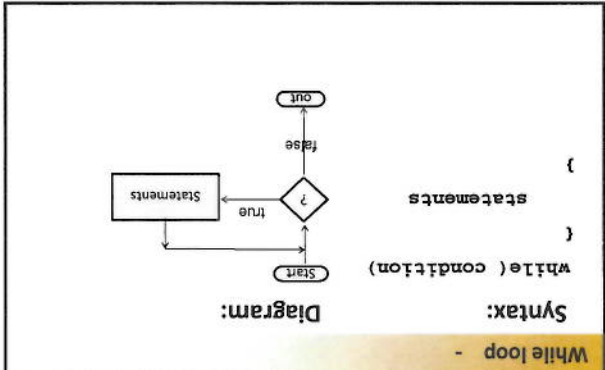 While loop -
Syntax:
while( condition)
{
statements
}
Diagram:
Start
?
true
Statements
false
out